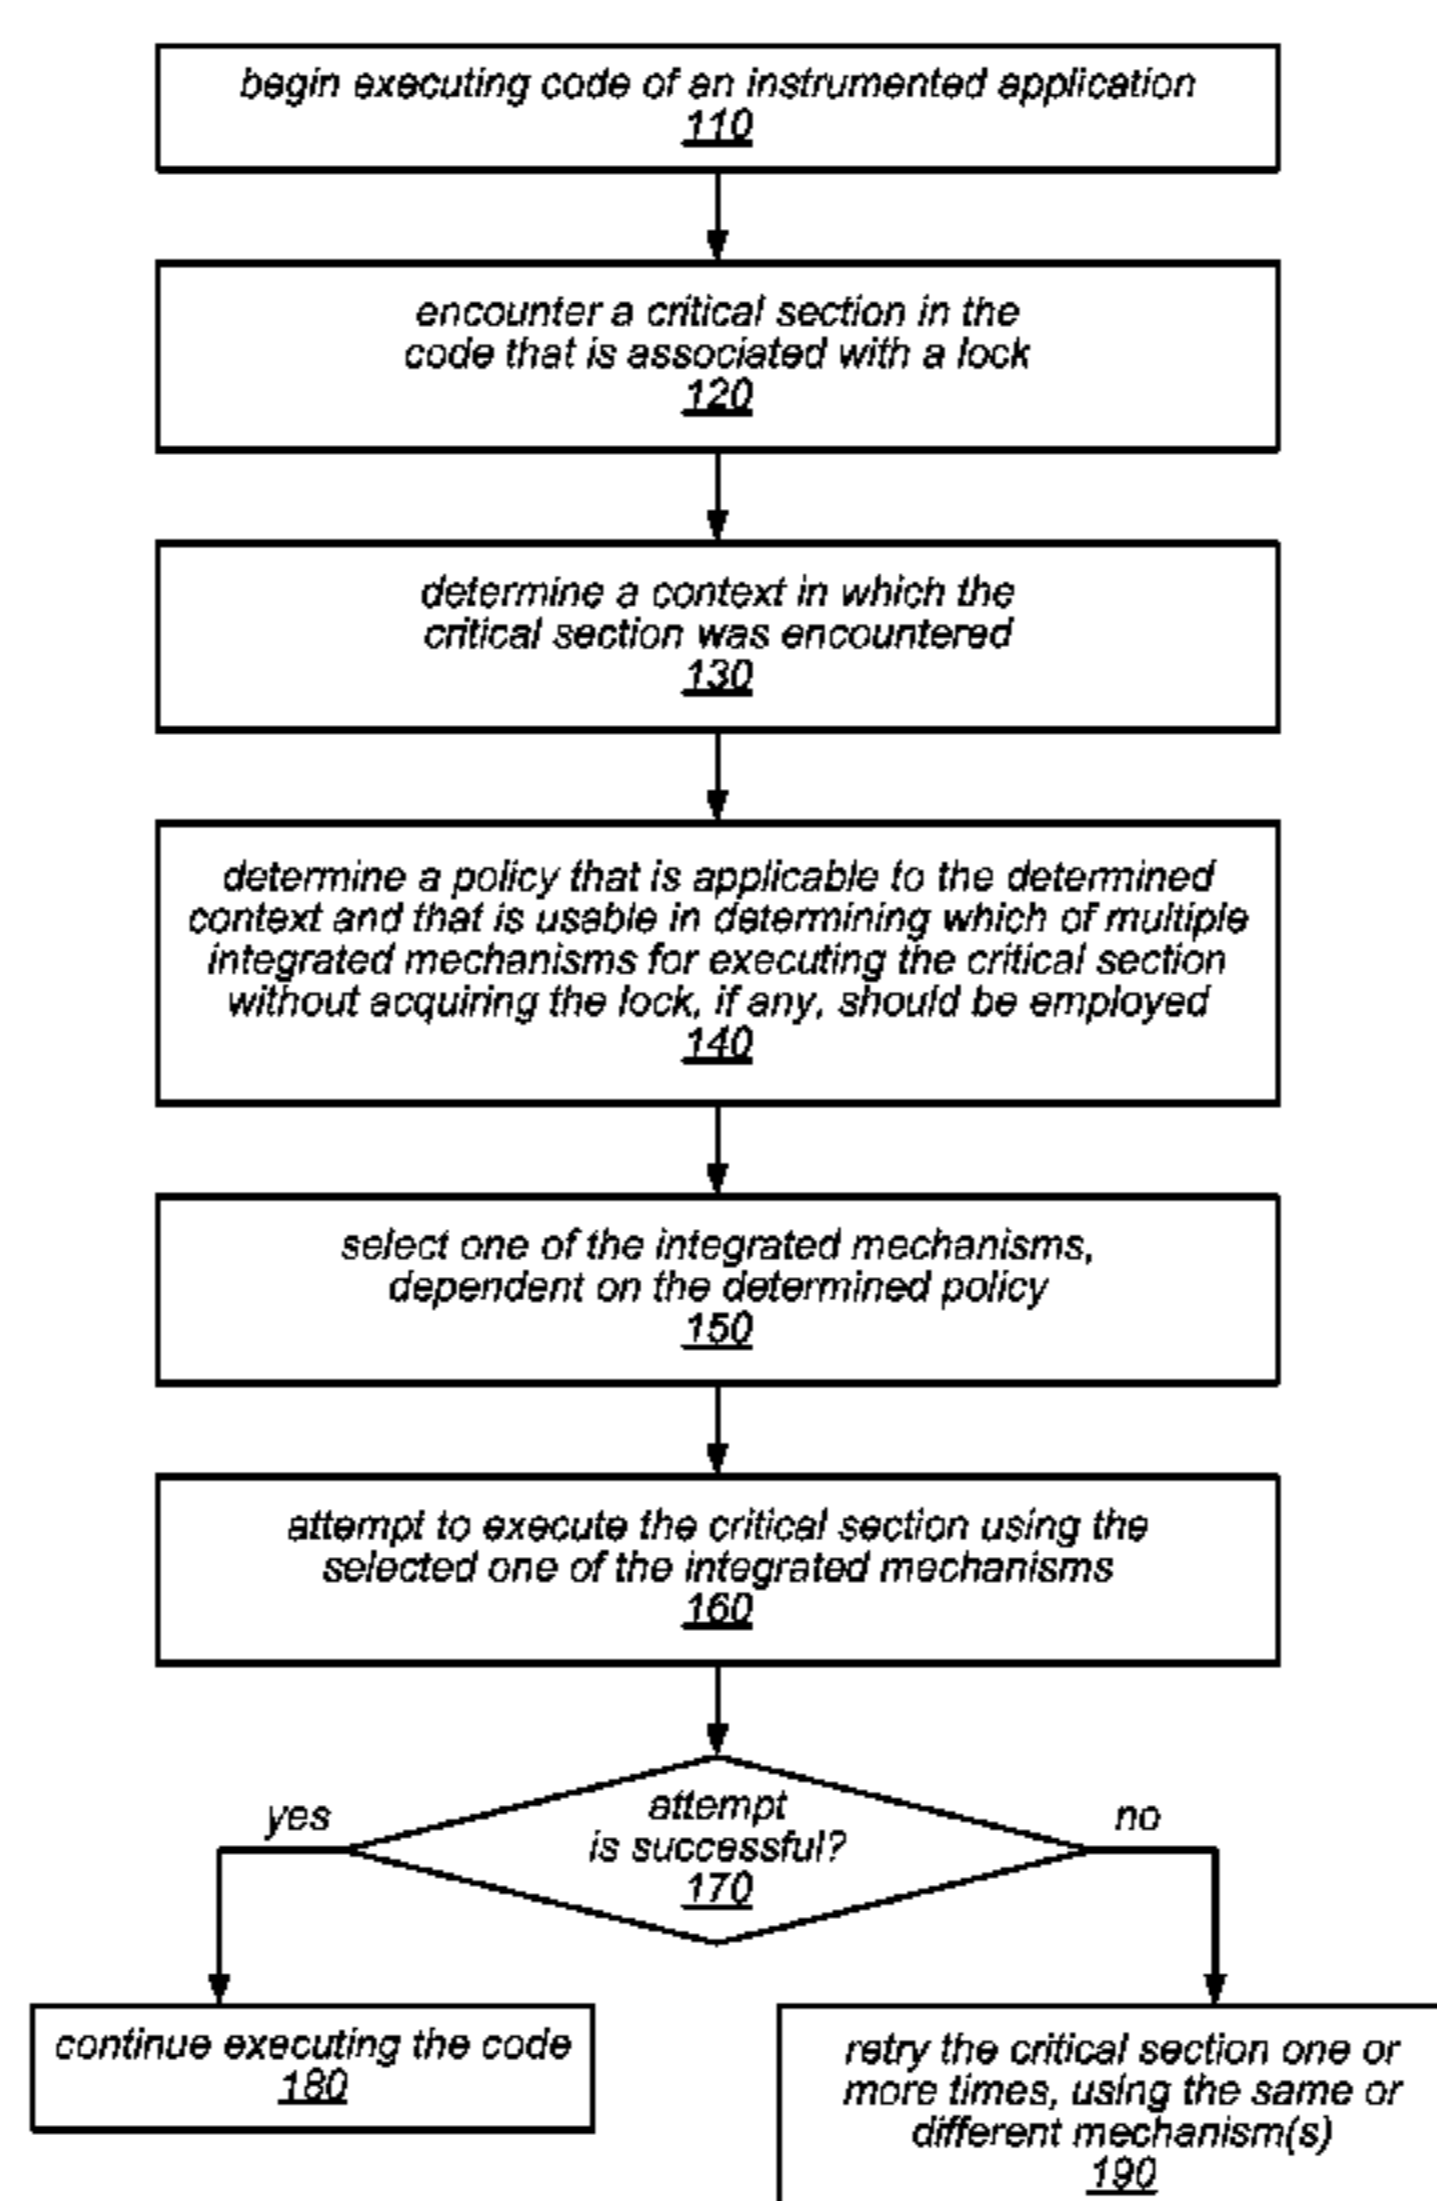 begin executing code of an instrumented application
110
encounter a critical section in the
code that is associated with a lock
120
determine a context in which the
critical section was encountered
130
determine a policy that is applicable to the determined
context and that is usable in determining which of multiple
integrated mechanisms for executing the critical section
without acquiring the lock, if any, should be employed
140
select one of the integrated mechanisms,
dependent on the determined policy
150
attempt to execute the critical section using the
selected one of the integrated mechanisms
160
attempt
is successful?
170
yes
no
continue executing the code
180
retry the critical section one or
more times, using the same or
different mechanism(s)
190